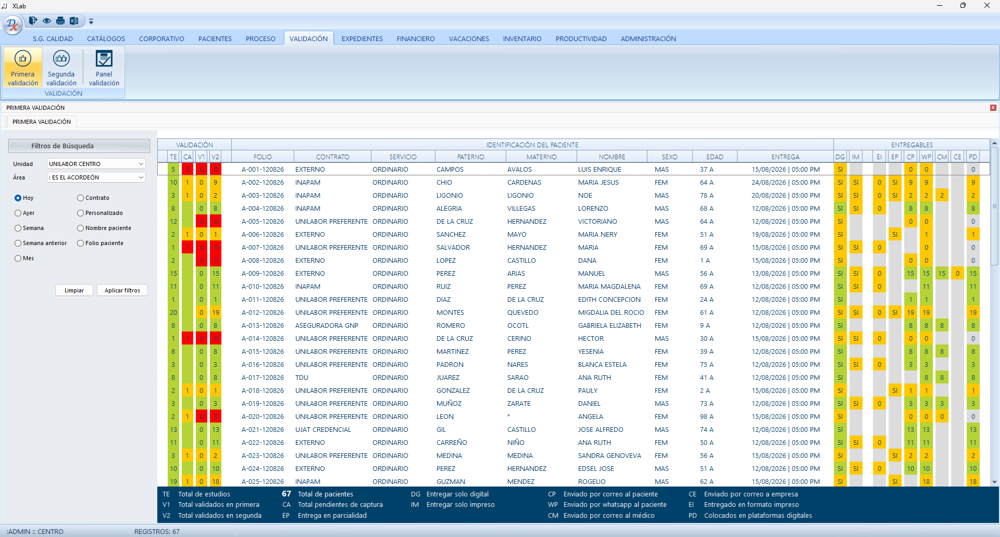 XLab
S.G. CALIDAD CATÁLOGOS CORPORATIVO PACIENTES PROCESO VALIDACIÓN EXPEDIENTES FINANCIERO VACACIONES INVENTARIO PRODUCTIVIDAD ADMINISTRACIÓN
Primera validación
Segunda validación
Panel validación
VALIDACIÓN
PRIMERA VALIDACIÓN
PRIMERA VALIDACIÓN
Filtros de Búsqueda
Unidad UNILABOR CENTRO
Área : ES EL ACORDEÓN
Hoy Contrato
Ayer Personalizado
Semana Nombre paciente
Semana anterior Folio paciente
Mes
Limpiar Aplicar filtros
VALIDACIÓN IDENTIFICACIÓN DEL PACIENTE ENTREGABLES
TE CA V1 V2 FOLIO CONTRATO SERVICIO PATERNO MATERNO NOMBRE SEXO EDAD ENTREGA DG IM EI EP CP WP CM CE PD
5 5 0 0 A-001-120826 EXTERNO ORDINARIO CAMPOS AVALOS LUIS ENRIQUE MAS 37 A 15/08/2026 | 05:00 PM SI 0 0 0
10 1 0 9 A-002-120826 INAPAM ORDINARIO CHIO CARDENAS MARIA JESUS FEM 64 A 24/08/2026 | 05:00 PM SI SI 0 SI 9 9 9
3 1 0 2 A-003-120826 INAPAM ORDINARIO LIGONIO LIGONIO NOE MAS 78 A 20/08/2026 | 05:00 PM SI SI 0 SI 2 2 2 2
8 0 8 A-004-120826 INAPAM ORDINARIO ALEGRIA VILLEGAS LORENZO MAS 68 A 12/08/2026 | 05:00 PM SI SI 0 8 8 8
12 0 0 A-005-120826 UNILABOR PREFERENTE ORDINARIO DE LA CRUZ HERNANDEZ VICTORIANO MAS 64 A 12/08/2026 | 05:00 PM SI 0 0 0
2 1 0 1 A-006-120826 EXTERNO ORDINARIO SANCHEZ MAYO MARIA NERY FEM 51 A 19/08/2026 | 05:00 PM SI SI 1 1
1 1 0 0 A-007-120826 UNILABOR PREFERENTE ORDINARIO SALVADOR HERNANDEZ MARIA FEM 69 A 15/08/2026 | 05:00 PM SI SI 0 0 0
2 0 0 A-008-120826 EXTERNO ORDINARIO LOPEZ CASTILLO DANA FEM 1 A 15/08/2026 | 05:00 PM SI 0 0 0
15 0 15 A-009-120826 EXTERNO ORDINARIO PEREZ ARIAS MANUEL MAS 56 A 13/08/2026 | 05:00 PM SI SI 0 15 15 15 0 15
11 0 11 A-010-120826 INAPAM ORDINARIO RUIZ PEREZ MARIA MAGDALENA FEM 69 A 12/08/2026 | 05:00 PM SI SI 0 11 11
1 0 1 A-011-120826 UNILABOR PREFERENTE ORDINARIO DIAZ DE LA CRUZ EDITH CONCEPCION FEM 24 A 12/08/2026 | 05:00 PM SI 1 1 1
20 0 19 A-012-120826 UNILABOR PREFERENTE ORDINARIO MONTES QUEVEDO MIGDALIA DEL ROCIO FEM 61 A 12/08/2026 | 05:00 PM SI SI 0 SI 19 19 19
8 0 8 A-013-120826 ASEGURADORA GNP ORDINARIO ROMERO OCOTL GABRIELA ELIZABETH FEM 9 A 12/08/2026 | 05:00 PM SI 8 8 8 8
1 1 0 0 A-014-120826 UNILABOR PREFERENTE ORDINARIO DE LA CRUZ CERINO HECTOR MAS 30 A 15/08/2026 | 05:00 PM SI SI 0 0 0 0
8 0 8 A-015-120826 UNILABOR PREFERENTE ORDINARIO MARTINEZ PEREZ YESENIA FEM 39 A 12/08/2026 | 05:00 PM SI 8 8 8 8
3 0 3 A-016-120826 UNILABOR PREFERENTE ORDINARIO PADRON NARES BLANCA ESTELA FEM 75 A 12/08/2026 | 05:00 PM SI SI 0 3 3 3
8 0 8 A-017-120826 TDU ORDINARIO JUAREZ SARAO ANA RUTH FEM 41 A 12/08/2026 | 05:00 PM SI 8 8 8
2 1 0 1 A-018-120826 UNILABOR PREFERENTE ORDINARIO GONZALEZ DE LA CRUZ PAULY FEM 2 A 15/08/2026 | 05:00 PM SI SI 1 1 1
3 0 3 A-019-120826 UNILABOR PREFERENTE ORDINARIO MUÑOZ ZARATE DANIEL MAS 73 A 12/08/2026 | 05:00 PM SI SI 0 3 3 3 3
2 1 0 0 A-020-120826 UNILABOR PREFERENTE ORDINARIO LEON * ANGELA FEM 98 A 15/08/2026 | 05:00 PM SI 0 0 0 0
13 0 13 A-021-120826 UJAT CREDENCIAL ORDINARIO GIL CASTILLO JOSE ALFREDO MAS 74 A 12/08/2026 | 05:00 PM SI 13 13 13
11 0 11 A-022-120826 EXTERNO ORDINARIO CARREÑO NIÑO ANA RUTH FEM 50 A 12/08/2026 | 05:00 PM SI SI 0 11 11 11
3 1 0 2 A-023-120826 UNILABOR PREFERENTE ORDINARIO MEDINA MEDINA SANDRA GENOVEVA FEM 56 A 15/08/2026 | 05:00 PM SI SI 2 2 2
10 0 10 A-024-120826 EXTERNO ORDINARIO PEREZ HERNANDEZ EDSEL JOSE MAS 51 A 12/08/2026 | 05:00 PM SI SI 0 10 10 10
19 1 0 18 A-025-120826 INAPAM ORDINARIO GUZMAN MENDEZ ROGELIO MAS 62 A 15/08/2026 | 05:00 PM SI SI 18 18
TE Total de estudios 67 Total de pacientes DG Entregar solo digital CP Enviado por correo al paciente CE Enviado por correo a empresa
V1 Total validados en primera CA Total pendientes de captura IM Entregar solo impreso WP Enviado por whatsapp al paciente EI Entregado en formato impreso
V2 Total validados en segunda EP Entrega en parcialidad CM Enviado por correo al médico PD Colocados en plataformas digitales
:ADMIN :: CENTRO REGISTROS: 67